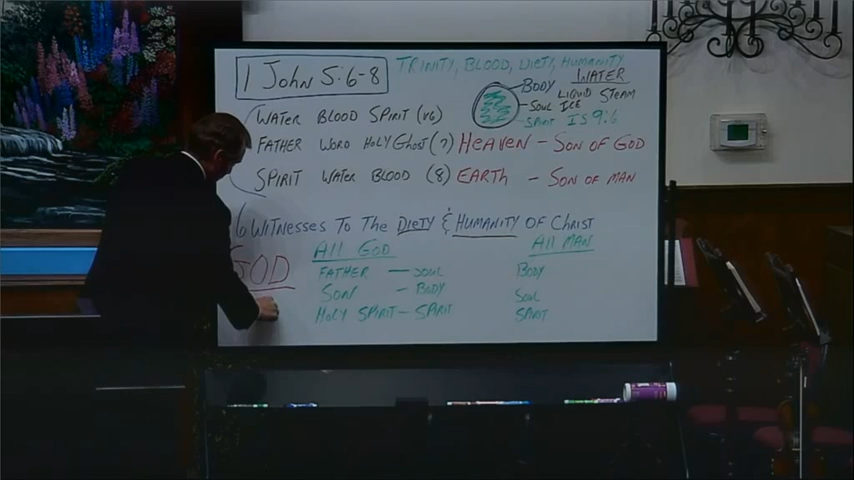 1 John 5:6-8
TRINITY, BLOOD, DIETY, HUMANITY
BODY WATER
LIQUID STEAM
SOUL ICE
SPIRIT IS 9:6
WATER BLOOD SPIRIT (V6)
FATHER WORD HOLY GHOST (7) HEAVEN - SON OF GOD
SPIRIT WATER BLOOD (8) EARTH - SON OF MAN
6 WITNESSES TO THE DIETY & HUMANITY OF CHRIST
GOD
All GOD All MAN
FATHER - SOUL BODY
SON - BODY SOUL
HOLY SPIRIT - SPIRIT SPIRIT